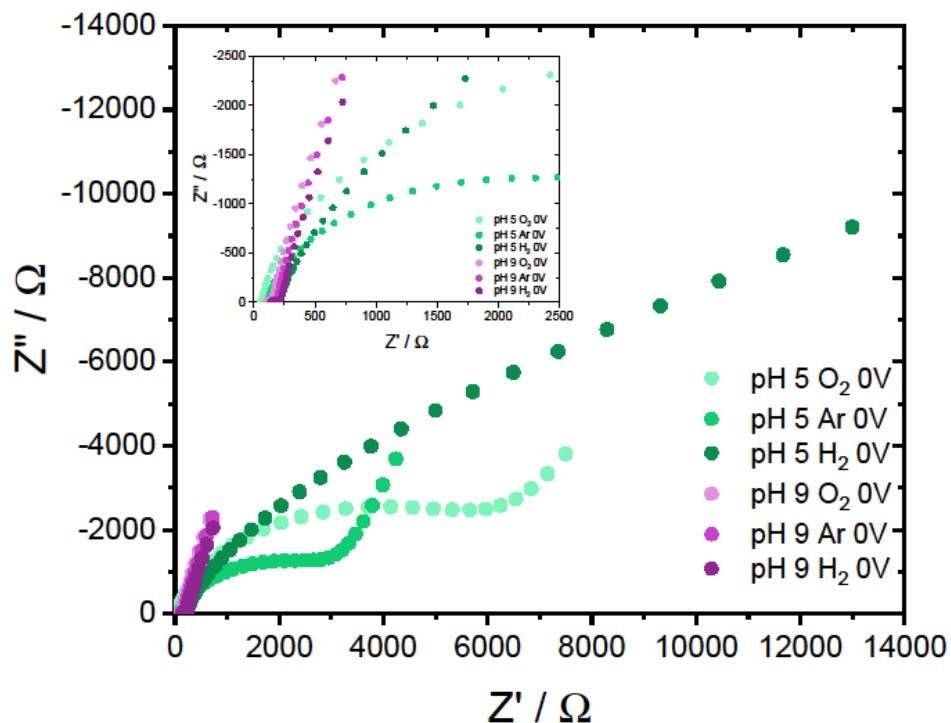 -14000
-12000
-10000
-8000
-6000
-4000
-2000
0
Z'' / Ω
0 2000 4000 6000 8000 10000 12000 14000
Z' / Ω
pH 5 O₂ 0V
pH 5 Ar 0V
pH 5 H₂ 0V
pH 9 O₂ 0V
pH 9 Ar 0V
pH 9 H₂ 0V
-2500
-2000
-1500
-1000
-500
0
Z'' / Ω
0 500 1000 1500 2000 2500
Z' / Ω
pH 5 O₂ 0V
pH 5 Ar 0V
pH 5 H₂ 0V
pH 9 O₂ 0V
pH 9 Ar 0V
pH 9 H₂ 0V